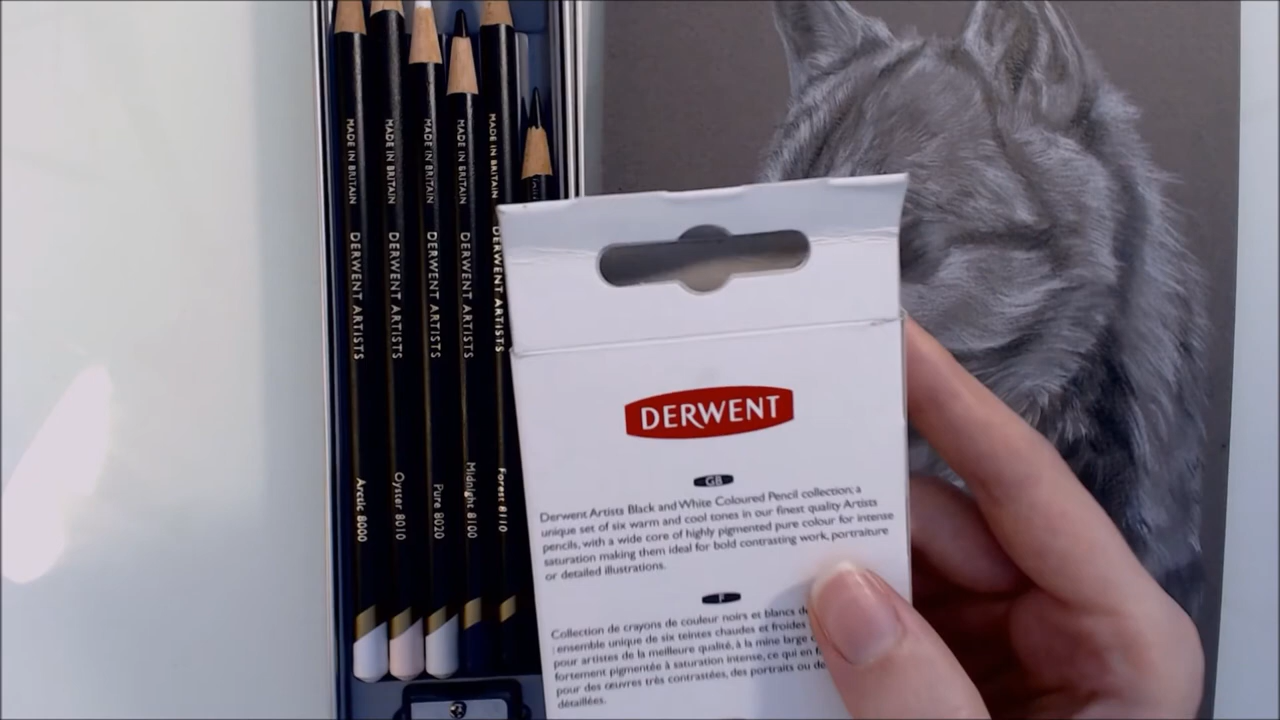 MADE IN BRITAIN DERWENT ARTISTS Arctic 8000
MADE IN BRITAIN DERWENT ARTISTS Oyster 8010
MADE IN BRITAIN DERWENT ARTISTS Pure 8020
MADE IN BRITAIN DERWENT ARTISTS Midnight 8100
MADE IN BRITAIN DERWENT ARTISTS Forest 8110
DERWENT
GB
Derwent Artists Black and White Coloured Pencil collection; a
unique set of six warm and cool tones in our finest quality Artists
pencils, with a wide core of highly pigmented pure colour for intense
saturation making them ideal for bold contrasting work, portraiture
or detailed illustrations.
F
Collection de crayons de couleur noirs et blancs
ensemble unique de six teintes chaudes et froides
pour artistes de la meilleure qualité, à la mine large
fortement pigmentée à saturation intense, ce qui en
pour des œuvres très contrastées, des portraits ou
détaillées.